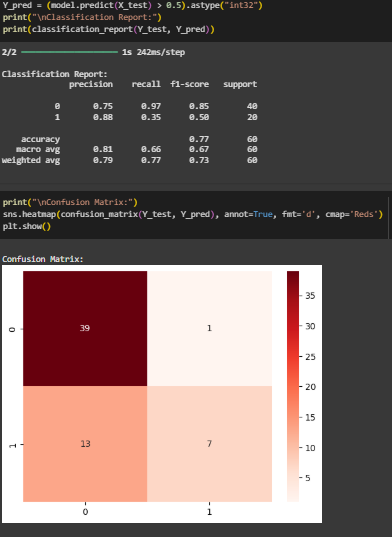 Y_pred = (model.predict(X_test) > 0.5).astype("int32")
print("\nClassification Report:")
print(classification_report(Y_test, Y_pred))
2/2 ━━━━━━━━━━━━━━━━━━━━ 1s 242ms/step
Classification Report:
precision recall f1-score support
0 0.75 0.97 0.85 40
1 0.88 0.35 0.50 20
accuracy 0.77 60
macro avg 0.81 0.66 0.67 60
weighted avg 0.79 0.77 0.73 60
print("\nConfusion Matrix:")
sns.heatmap(confusion_matrix(Y_test, Y_pred), annot=True, fmt='d', cmap='Reds')
plt.show()
Confusion Matrix:
0
39
1
1
13
7
0
1
35
30
25
20
15
10
5